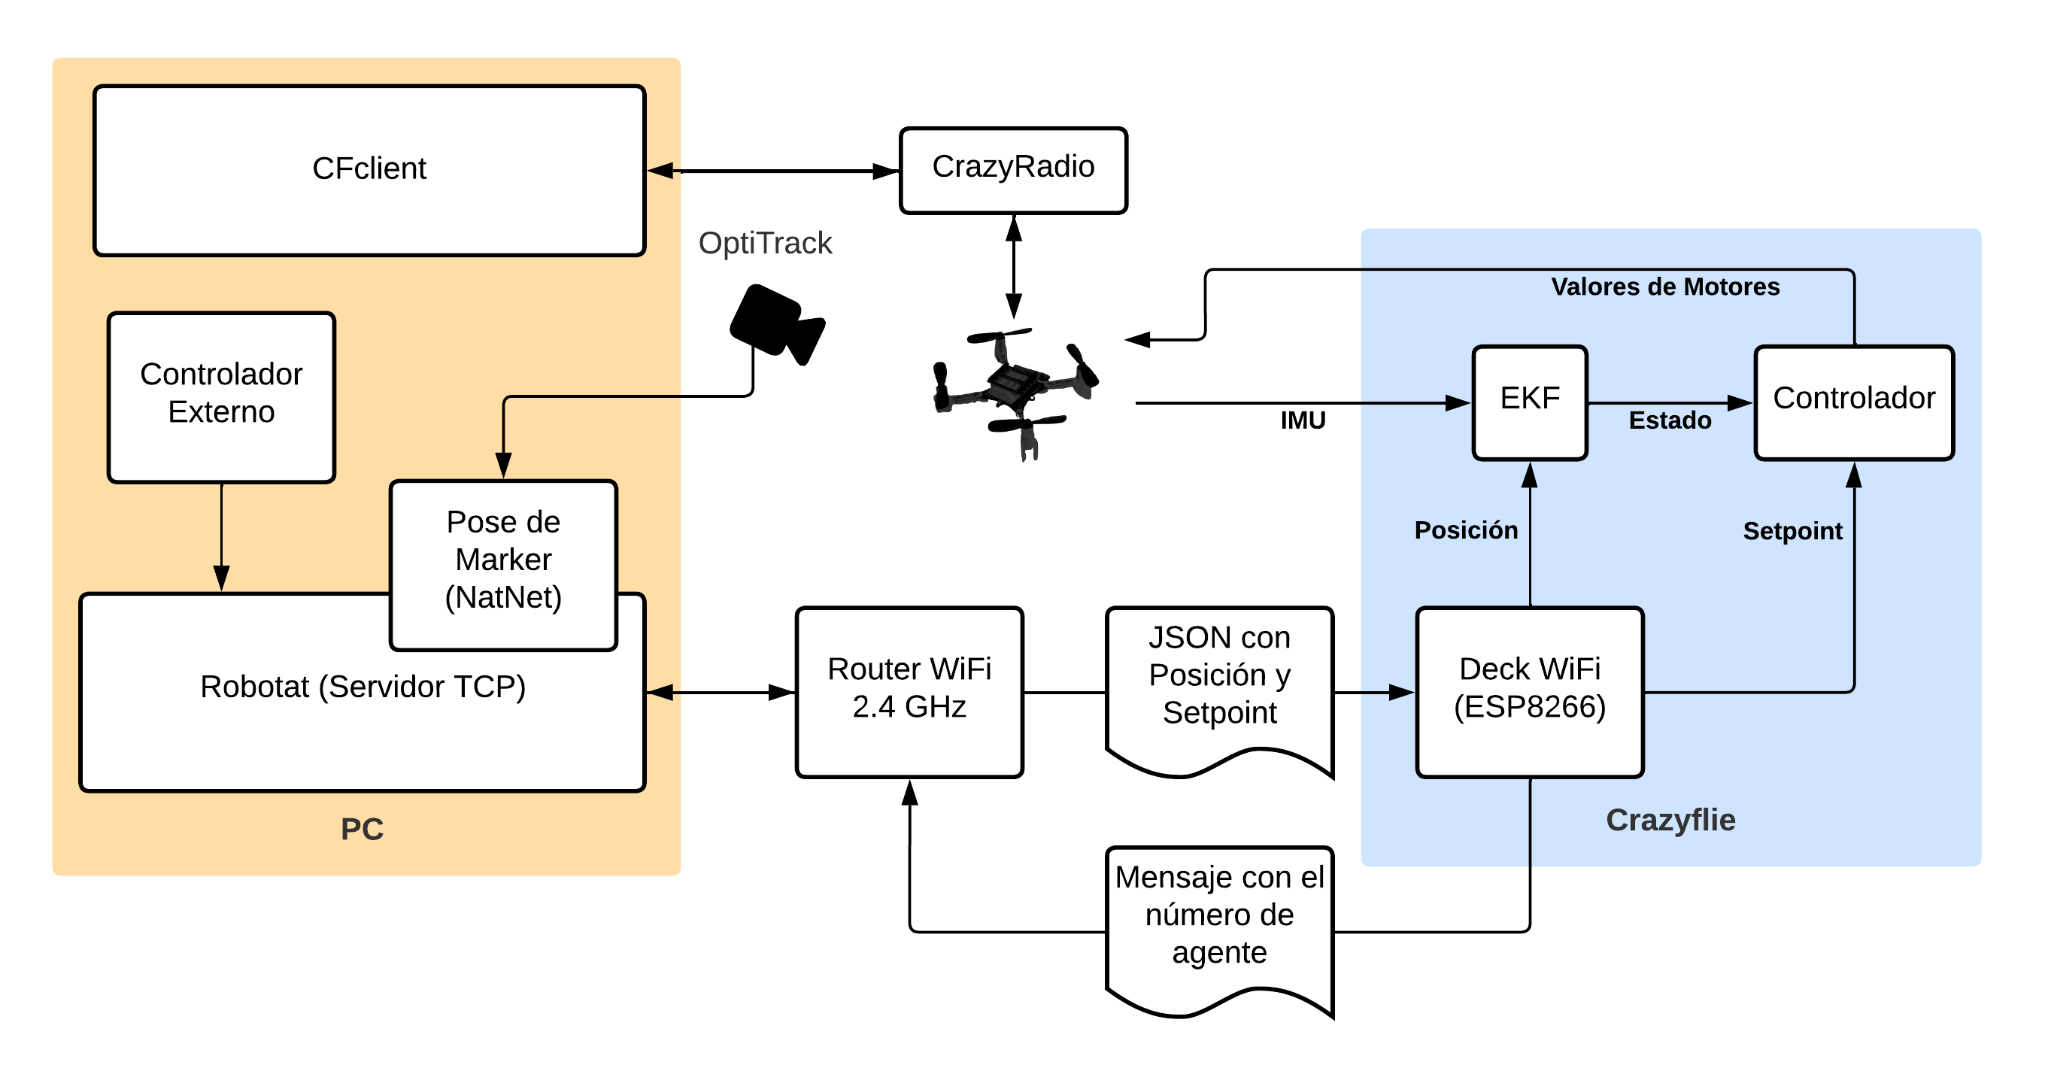 CFclient
CrazyRadio
OptiTrack
Valores de Motores
Controlador
Externo
EKF
Controlador
IMU
Estado
Pose de
Marker
(NatNet)
Posición
Setpoint
Robotat (Servidor TCP)
Router WiFi
2.4 GHz
JSON con
Posición y
Setpoint
Deck WiFi
(ESP8266)
PC
Crazyflie
Mensaje con el
número de
agente